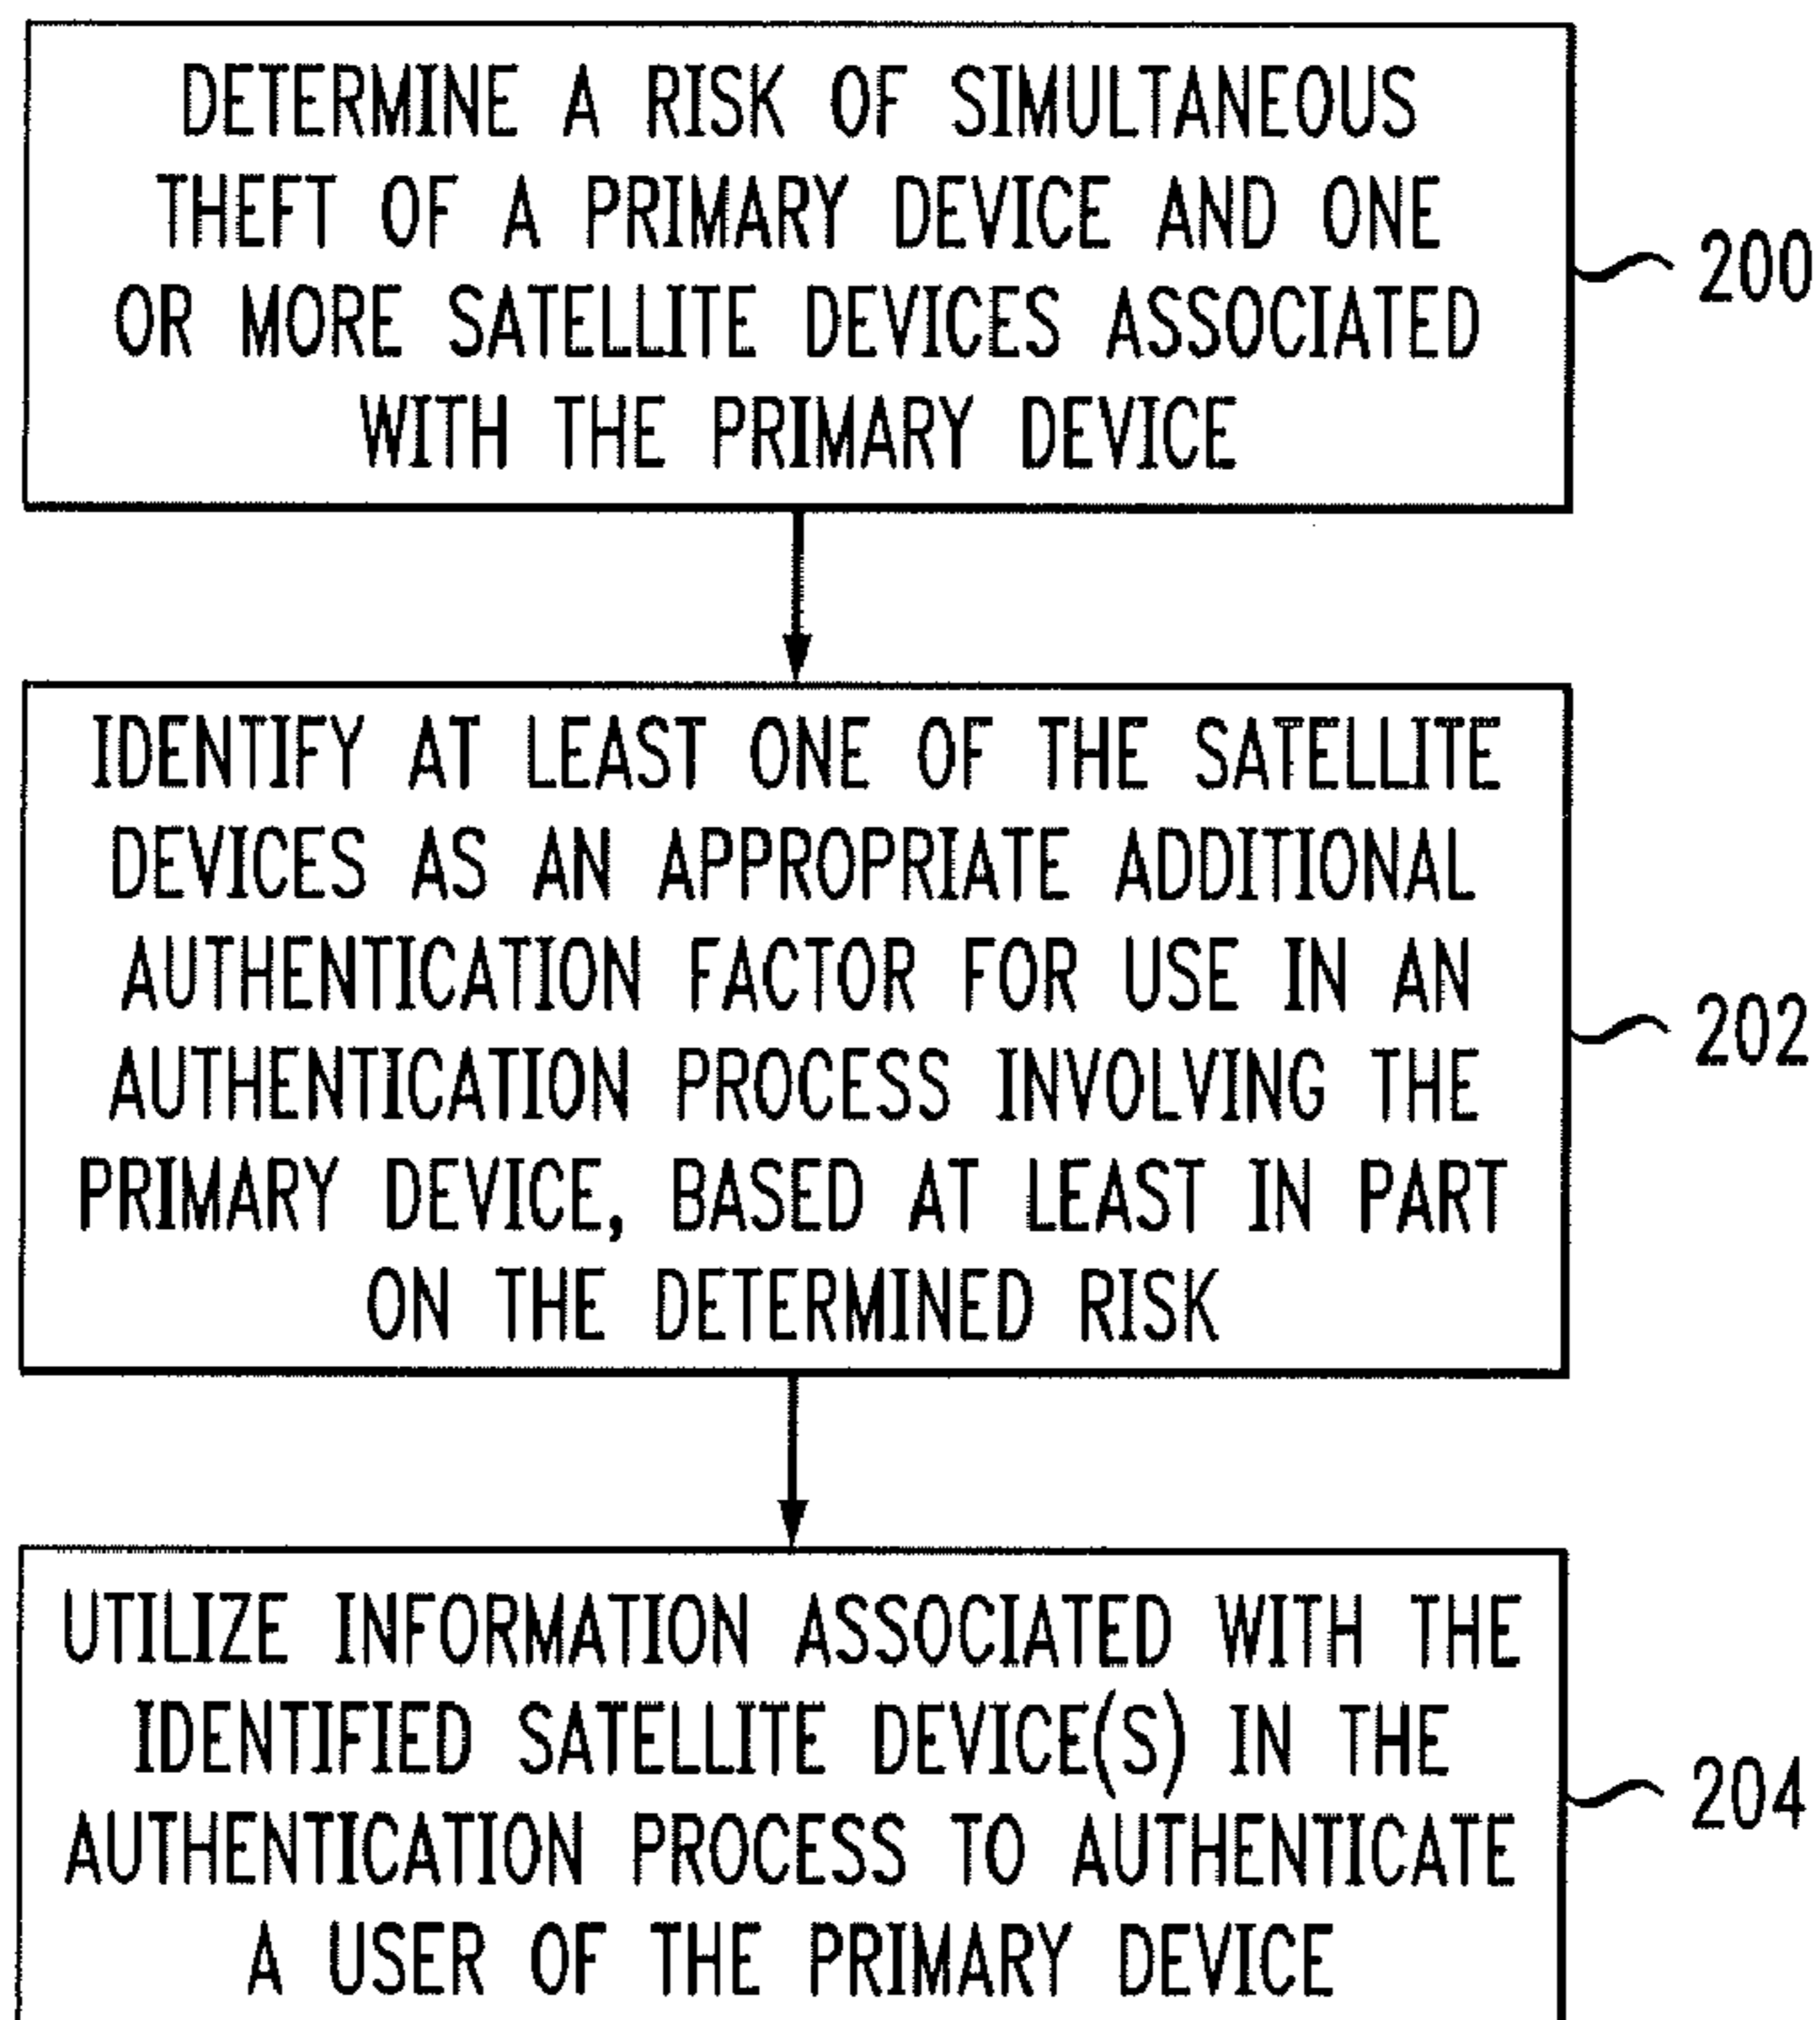 DETERMINE A RISK OF SIMULTANEOUS
THEFT OF A PRIMARY DEVICE AND ONE
OR MORE SATELLITE DEVICES ASSOCIATED
WITH THE PRIMARY DEVICE
200
IDENTIFY AT LEAST ONE OF THE SATELLITE
DEVICES AS AN APPROPRIATE ADDITIONAL
AUTHENTICATION FACTOR FOR USE IN AN
AUTHENTICATION PROCESS INVOLVING THE
PRIMARY DEVICE, BASED AT LEAST IN PART
ON THE DETERMINED RISK
202
UTILIZE INFORMATION ASSOCIATED WITH THE
IDENTIFIED SATELLITE DEVICE(S) IN THE
AUTHENTICATION PROCESS TO AUTHENTICATE
A USER OF THE PRIMARY DEVICE
204